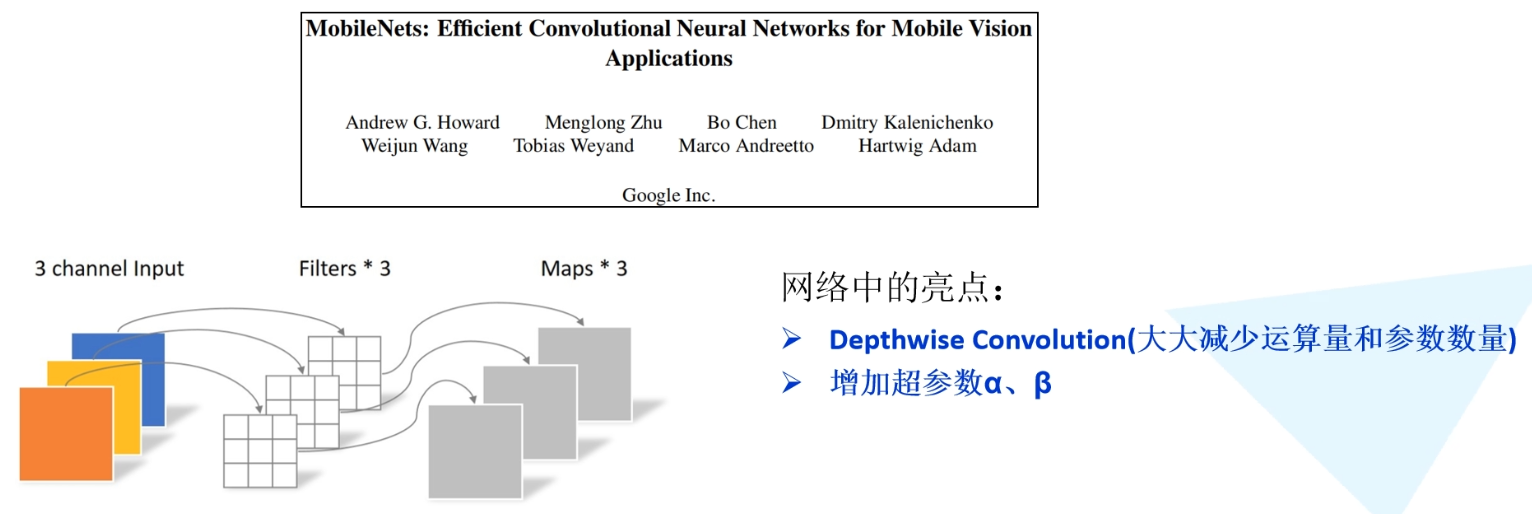 MobileNets: Efficient Convolutional Neural Networks for Mobile Vision
Applications
Andrew G. Howard Menglong Zhu Bo Chen Dmitry Kalenichenko
Weijun Wang Tobias Weyand Marco Andreetto Hartwig Adam
Google Inc.
3 channel Input Filters * 3 Maps * 3
网络中的亮点：
➢ Depthwise Convolution(大大减少运算量和参数数量)
➢ 增加超参数α、β